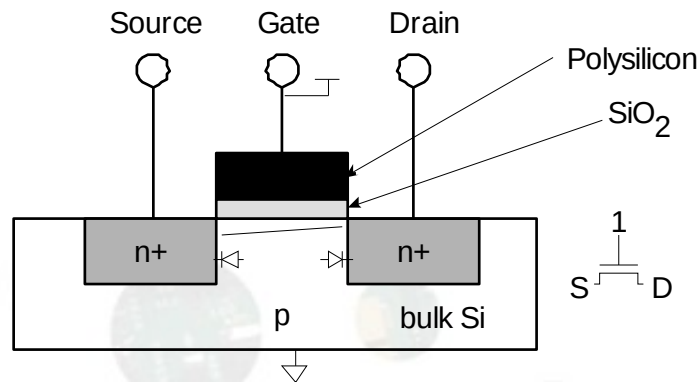 Source Gate Drain
Polysilicon
SiO2
n+ n+
1
S D
p bulk Si